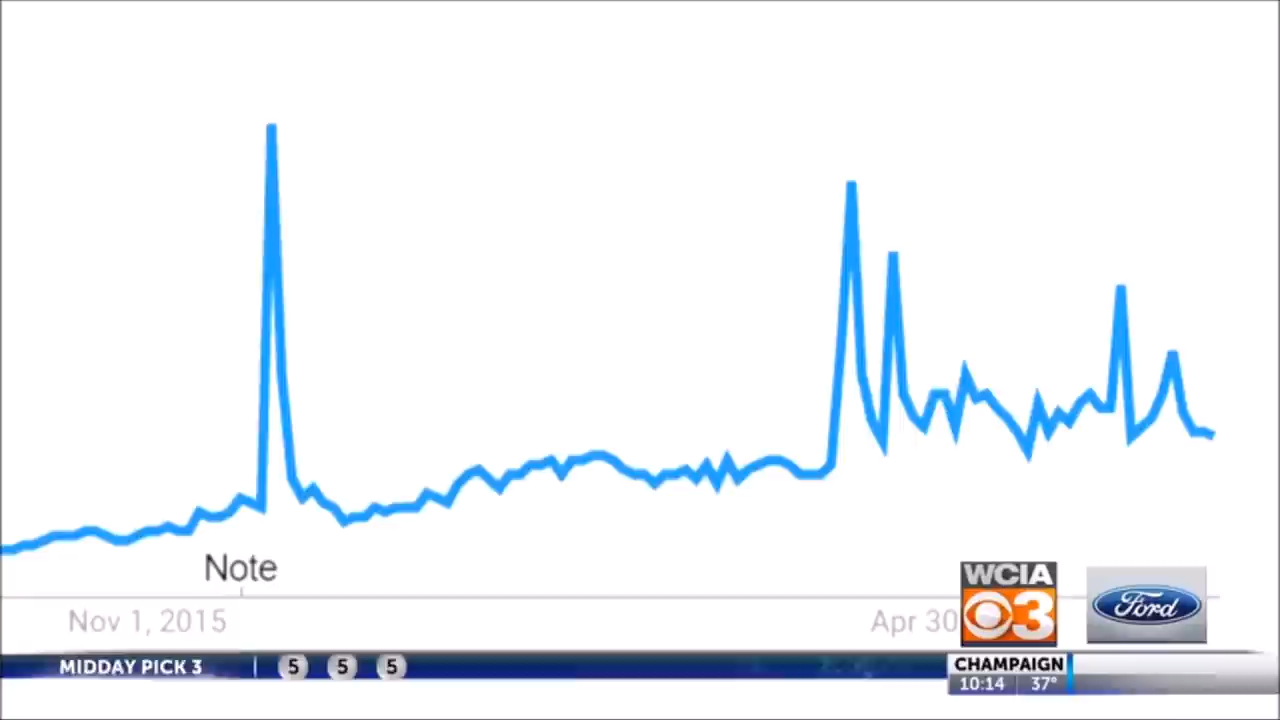 Note
Nov 1, 2015
Apr 30
WCIA
3
Ford
MIDDAY PICK 3 5 5 5
CHAMPAIGN
10:14 37°